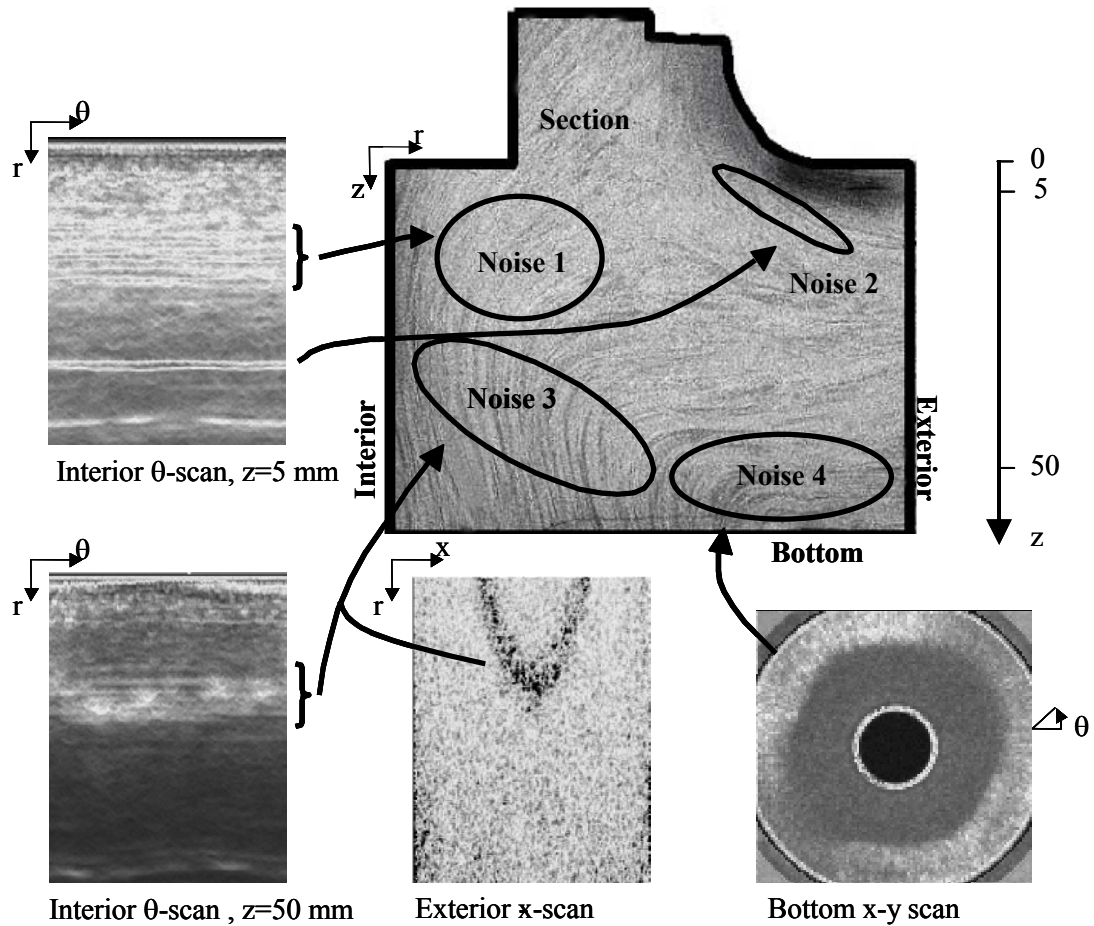 Section
θ
r
r
z
0
5
Noise 1
Noise 2
Noise 3
Noise 4
Interior
Exterior
50
z
Bottom
Interior θ-scan, z=5 mm
θ
r
x
r
θ
Interior θ-scan , z=50 mm
Exterior x-scan
Bottom x-y scan